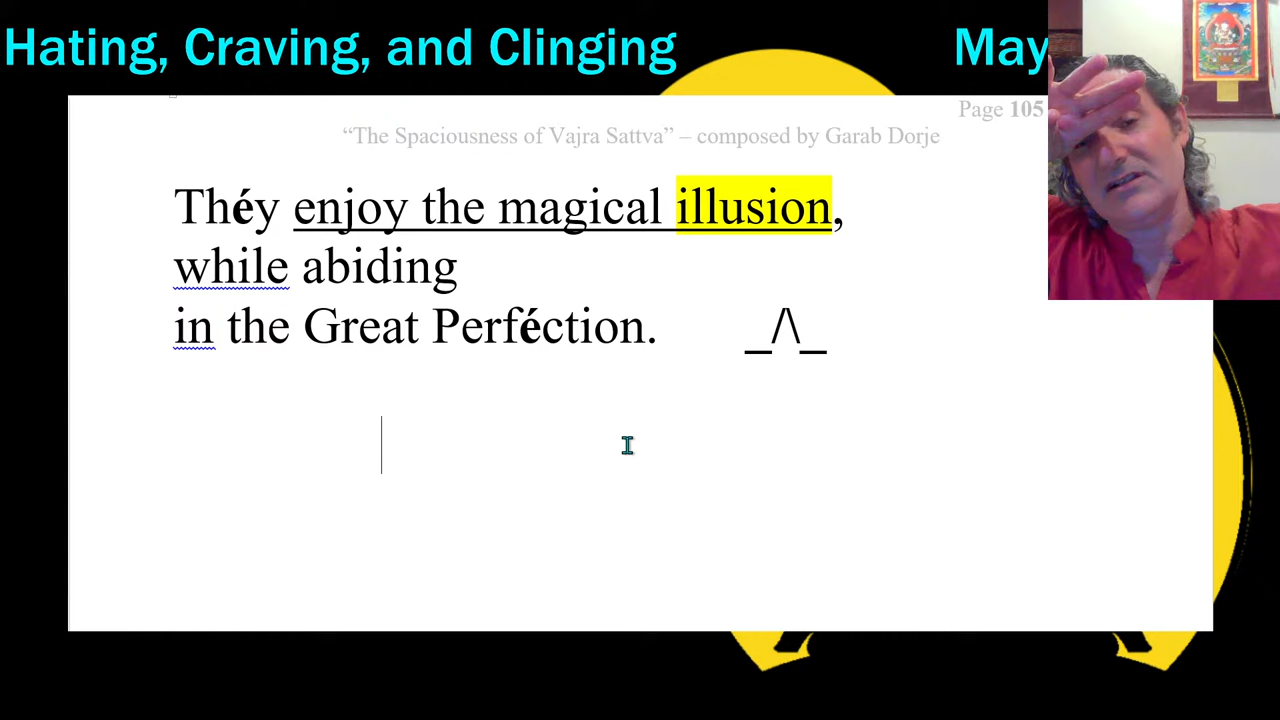 Hating, Craving, and Clinging May
Page 105
“The Spaciousness of Vajra Sattva” – composed by Garab Dorje
Théy enjoy the magical illusion,
while abiding
in the Great Perféction. _/\_